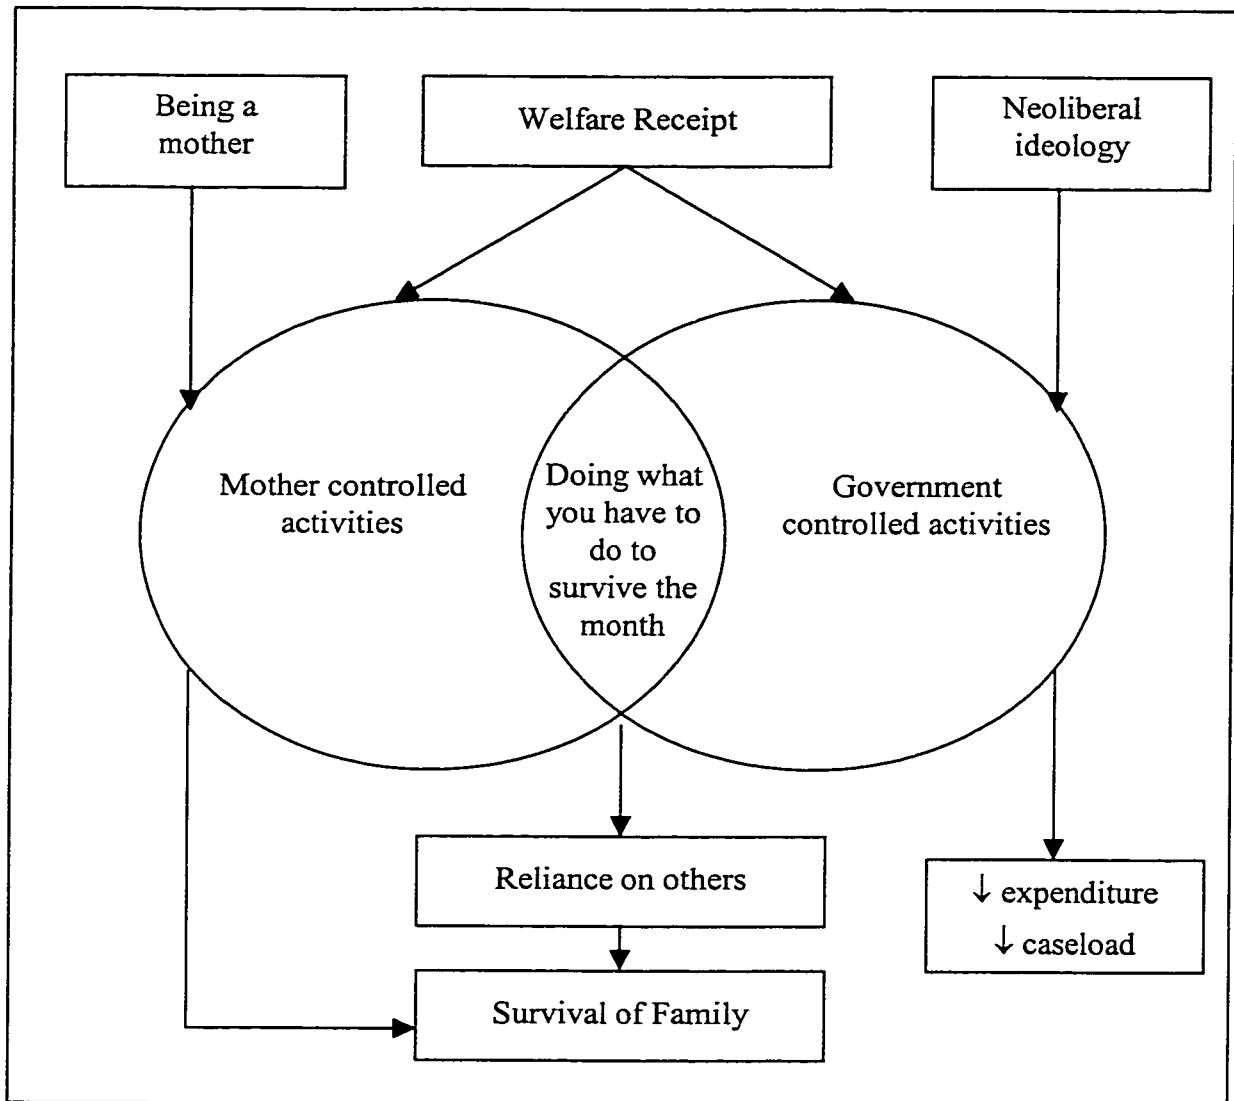 Being a
mother
Welfare Receipt
Neoliberal
ideology
Mother controlled
activities
Doing what
you have to
do to
survive the
month
Government
controlled activities
Reliance on others
↓ expenditure
↓ caseload
Survival of Family